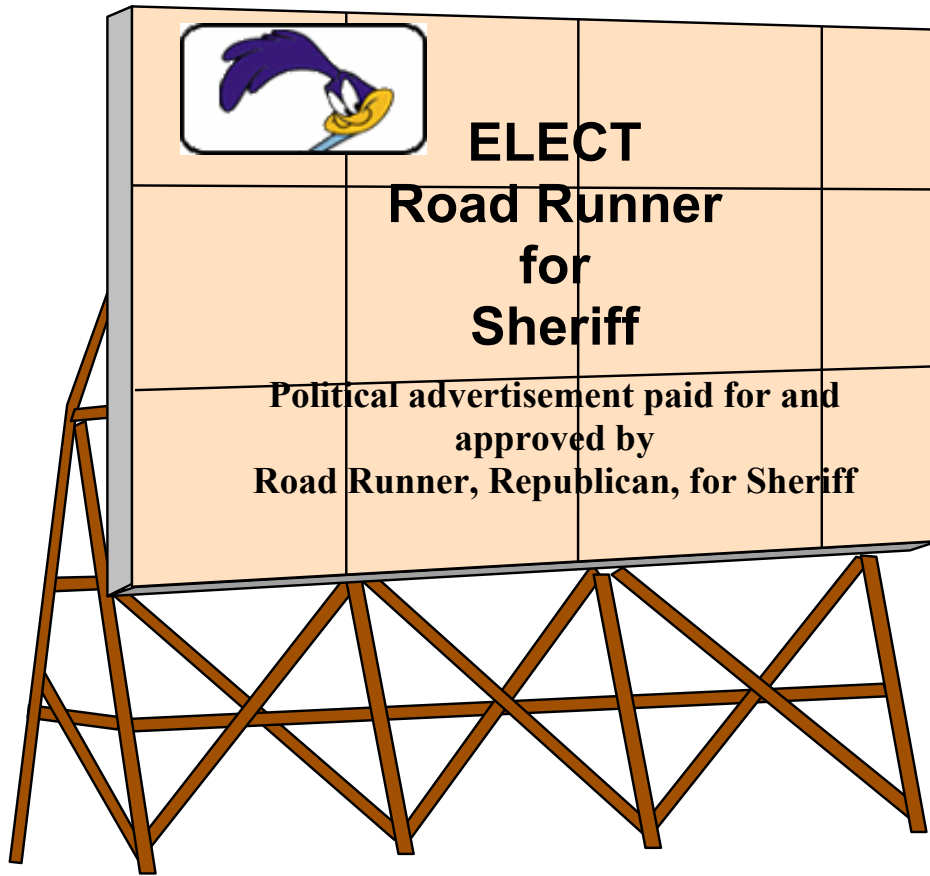 ELECT
Road Runner
for
Sheriff
Political advertisement paid for and
approved by
Road Runner, Republican, for Sheriff